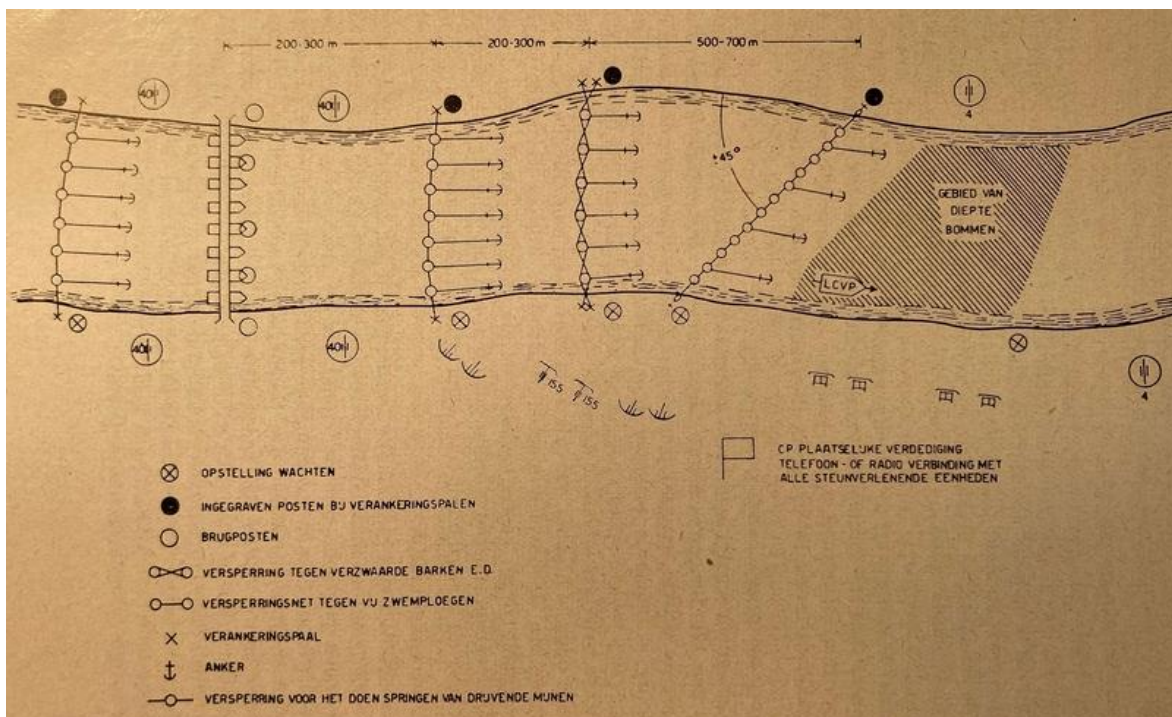 200-300 m
200-300 m
500-700 m
40
40
4
±45°
GEBIED VAN
DIEPTE
BOMMEN
LCVP
40
40
155
155
4
OPSTELLING WACHTEN
INGEGRAVEN POSTEN BIJ VERANKERINGSPALEN
BRUGPOSTEN
VERSPERRING TEGEN VERZWAARDE BARKEN E.D.
VERSPERRINGSNET TEGEN VIJ ZWEMPLOEGEN
VERANKERINGSPAAL
ANKER
VERSPERRING VOOR HET DOEN SPRINGEN VAN DRIJVENDE MIJNEN
CP PLAATSELIJKE VERDEDIGING
TELEFOON- OF RADIO VERBINDING MET
ALLE STEUNVERLENENDE EENHEDEN